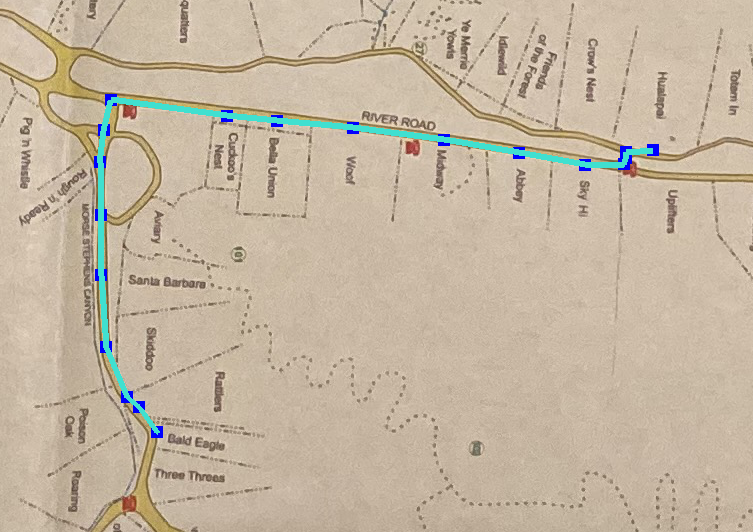 Ye Merrie
Yowls
Idlewild
Friends
of the Forest
Crow's Nest
Hualapai
Totem In
RIVER ROAD
Pig 'n Whistle
Cuckoo's
Nest
Bella Union
Woof
Midway
Abbey
Sky Hi
Uplifters
Rough 'n Ready
Aviary
MORSE STEPHENS CANYON
101
Santa Barbara
Skiddoo
Rattlers
Poison
Oak
Bald Eagle
Three Threes
Roaring